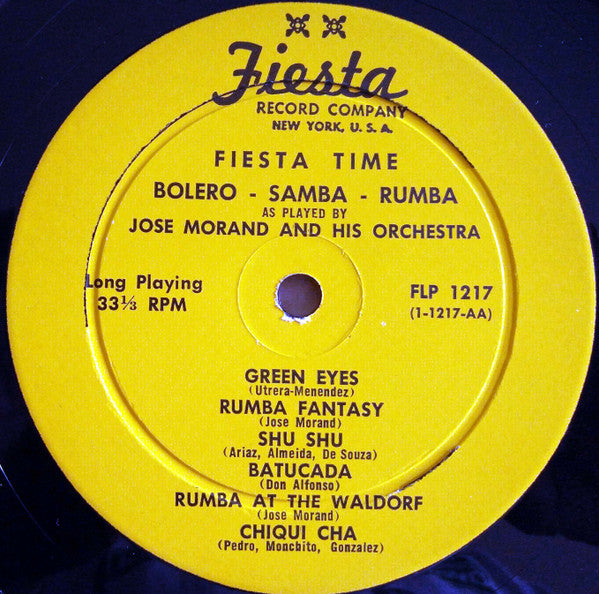 Fiesta
RECORD COMPANY
NEW YORK, U. S. A.
FIESTA TIME
BOLERO - SAMBA - RUMBA
AS PLAYED BY
JOSE MORAND AND HIS ORCHESTRA
Long Playing
33⅓ RPM
FLP 1217
(1-1217-AA)
GREEN EYES
(Utrera-Menendez)
RUMBA FANTASY
(Jose Morand)
SHU SHU
(Ariaz, Almeida, De Souza)
BATUCADA
(Don Alfonso)
RUMBA AT THE WALDORF
(Jose Morand)
CHIQUI CHA
(Pedro, Monchito, Gonzalez)